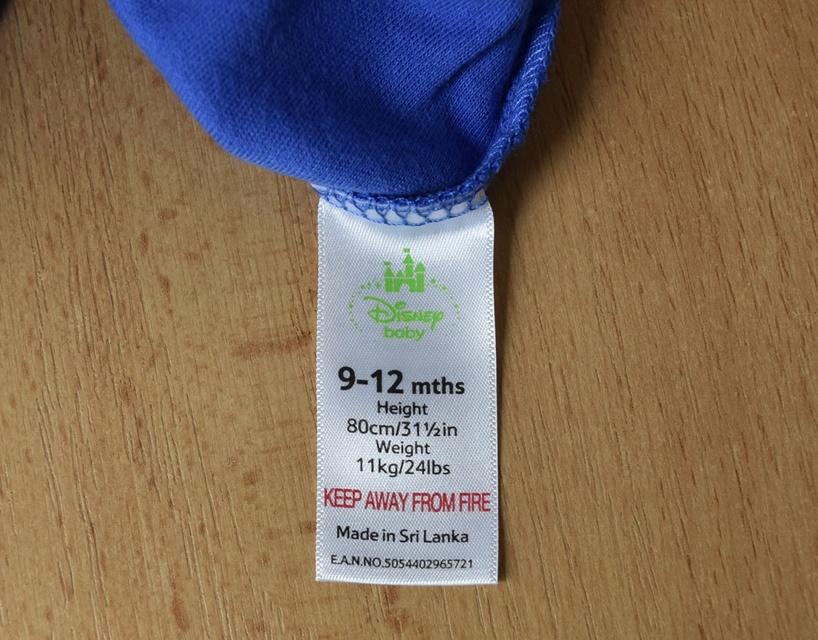 Disney
baby
9-12 mths
Height
80cm/31½in
Weight
11kg/24lbs
KEEP AWAY FROM FIRE
Made in Sri Lanka
E.A.N.NO.5054402965721